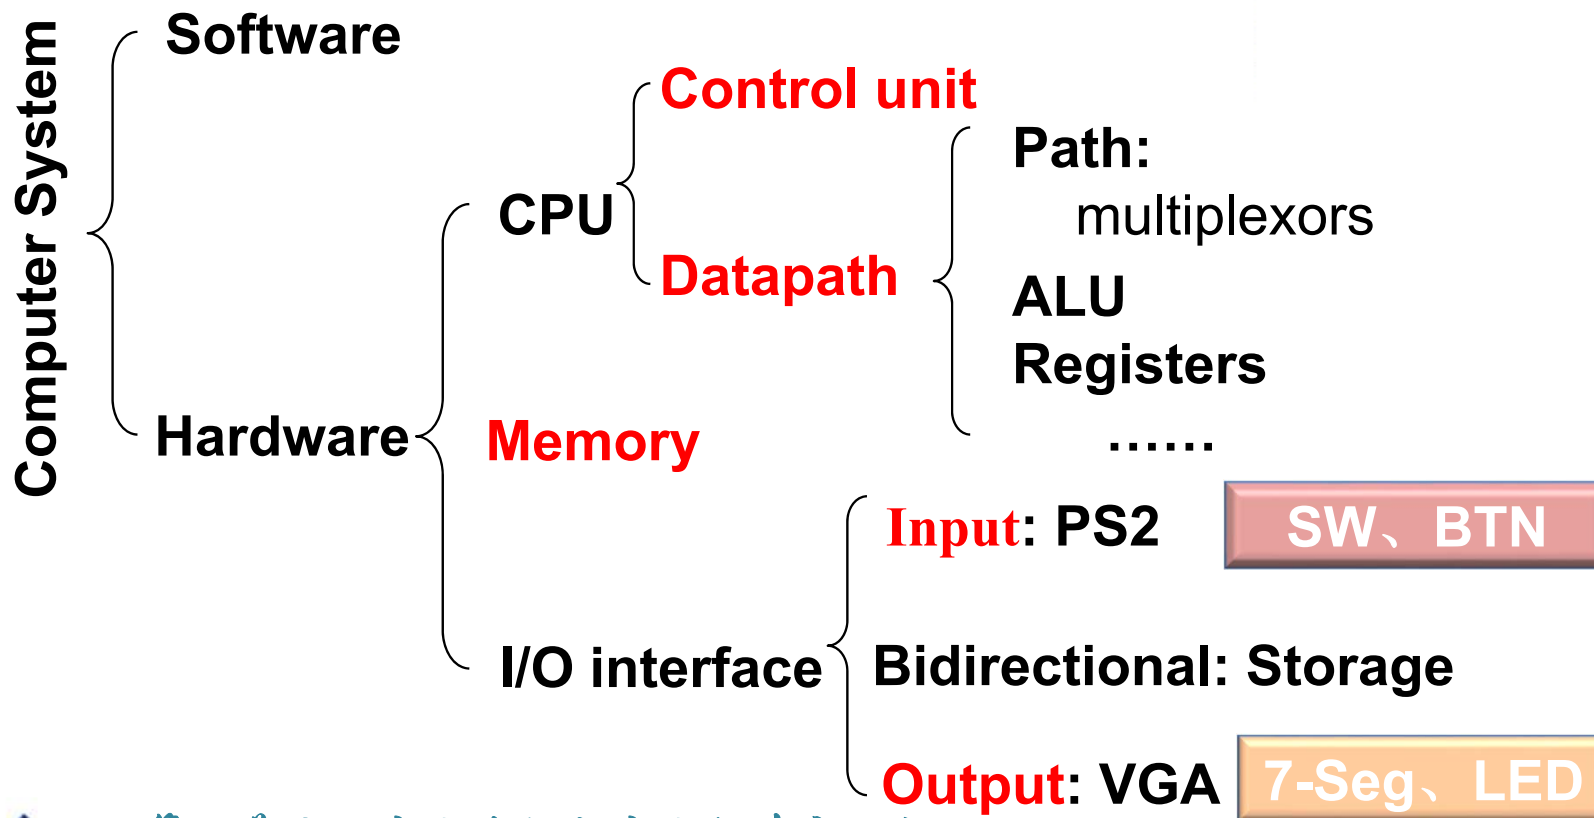 Computer System
Software
Control unit
Path:
multiplexors
CPU
Datapath
ALU
Registers
Hardware
Memory
......
Input: PS2
SW、BTN
I/O interface
Bidirectional: Storage
Output: VGA
7-Seg、LED